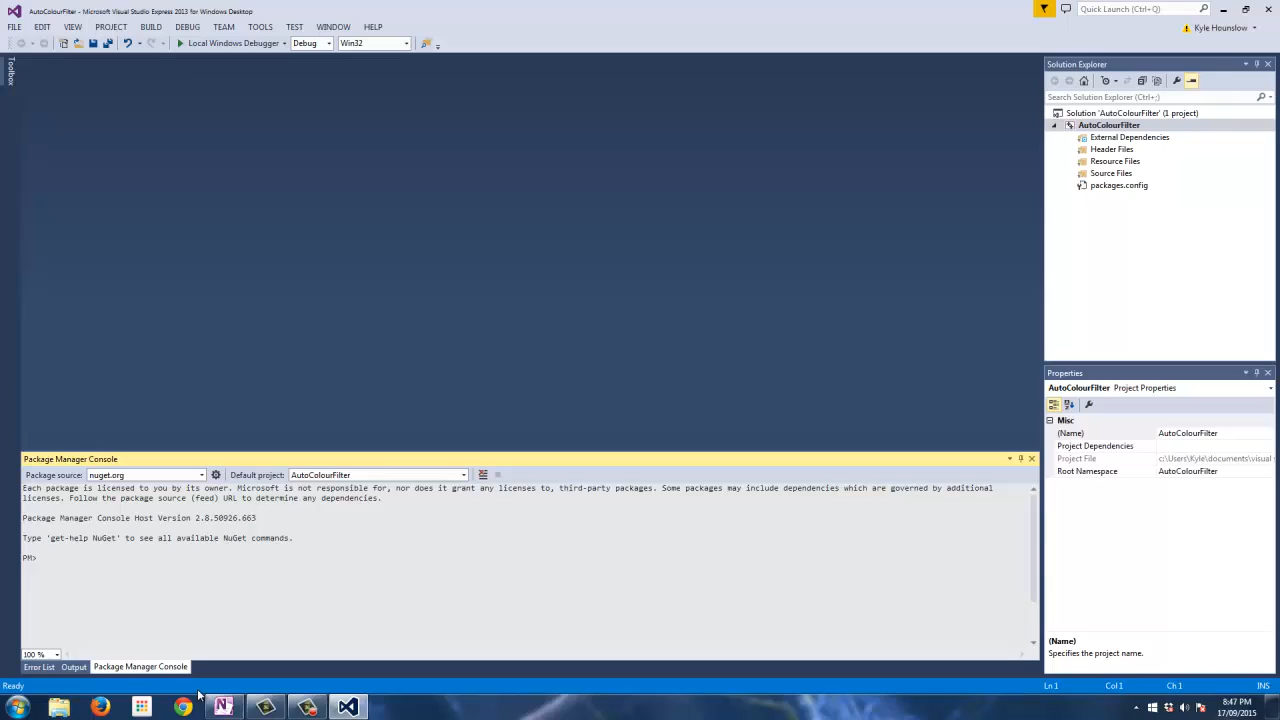 AutoColourFilter - Microsoft Visual Studio Express 2013 for Windows Desktop
Quick Launch (Ctrl+Q)
FILE EDIT VIEW PROJECT BUILD DEBUG TEAM TOOLS TEST WINDOW HELP
Kyle Hounslow
Local Windows Debugger Debug Win32
Toolbox
Solution Explorer
Search Solution Explorer (Ctrl+;)
Solution 'AutoColourFilter' (1 project)
AutoColourFilter
External Dependencies
Header Files
Resource Files
Source Files
packages.config
Properties
AutoColourFilter Project Properties
Misc
(Name) AutoColourFilter
Project Dependencies
Project File c:\Users\Kyle\documents\visual s
Root Namespace AutoColourFilter
(Name)
Specifies the project name.
Package Manager Console
Package source: nuget.org Default project: AutoColourFilter
Each package is licensed to you by its owner. Microsoft is not responsible for, nor does it grant any licenses to, third-party packages. Some packages may include dependencies which are governed by additional
licenses. Follow the package source (feed) URL to determine any dependencies.
Package Manager Console Host Version 2.8.50926.663
Type 'get-help NuGet' to see all available NuGet commands.
PM>
100 %
Error List Output Package Manager Console
Ready Ln 1 Col 1 Ch 1 INS
8:47 PM
17/09/2015